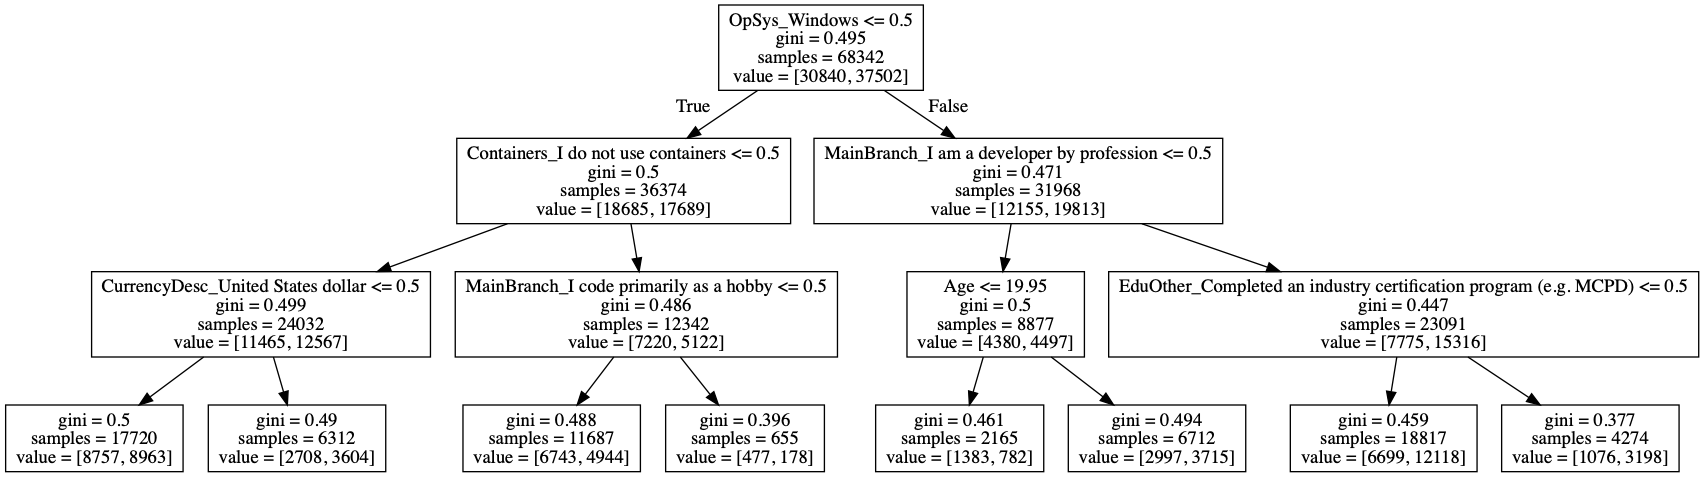 OpSys_Windows <= 0.5
gini = 0.495
samples = 68342
value = [30840, 37502]
True
False
Containers_I do not use containers <= 0.5
gini = 0.5
samples = 36374
value = [18685, 17689]
MainBranch_I am a developer by profession <= 0.5
gini = 0.471
samples = 31968
value = [12155, 19813]
CurrencyDesc_United States dollar <= 0.5
gini = 0.499
samples = 24032
value = [11465, 12567]
MainBranch_I code primarily as a hobby <= 0.5
gini = 0.486
samples = 12342
value = [7220, 5122]
Age <= 19.95
gini = 0.5
samples = 8877
value = [4380, 4497]
EduOther_Completed an industry certification program (e.g. MCPD) <= 0.5
gini = 0.447
samples = 23091
value = [7775, 15316]
gini = 0.5
samples = 17720
value = [8757, 8963]
gini = 0.49
samples = 6312
value = [2708, 3604]
gini = 0.488
samples = 11687
value = [6743, 4944]
gini = 0.396
samples = 655
value = [477, 178]
gini = 0.461
samples = 2165
value = [1383, 782]
gini = 0.494
samples = 6712
value = [2997, 3715]
gini = 0.459
samples = 18817
value = [6699, 12118]
gini = 0.377
samples = 4274
value = [1076, 3198]